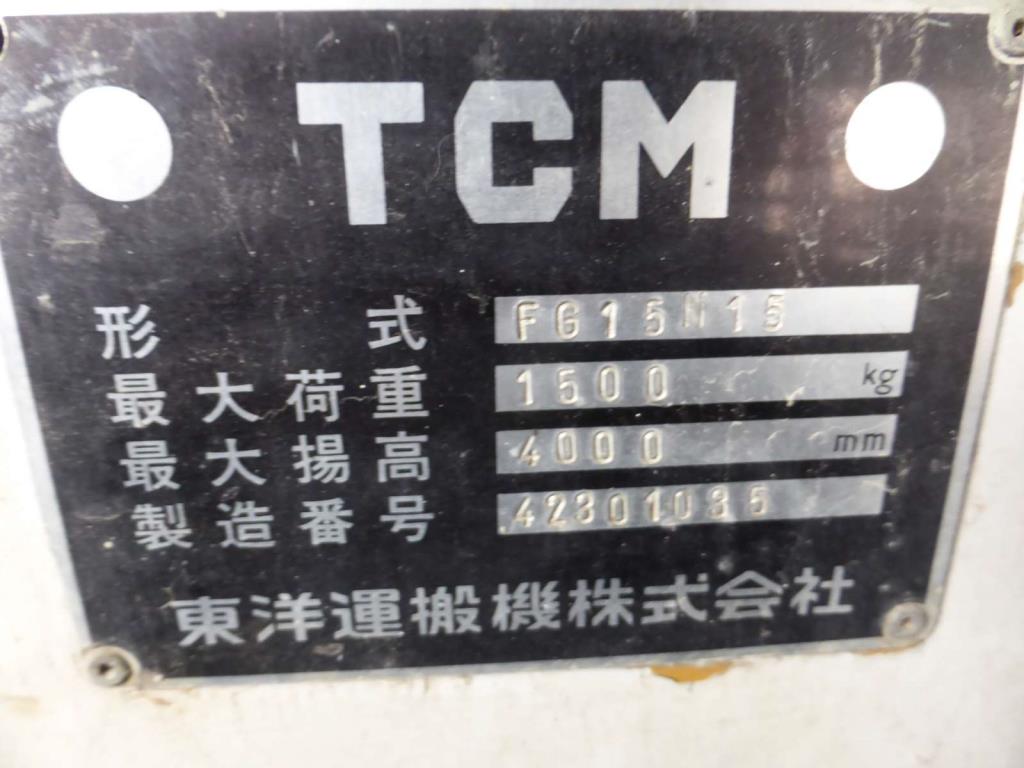 TCM
形式 FG15N15
最大荷重 1500 kg
最大揚高 4000 mm
製造番号 42301035
東洋運搬機株式会社